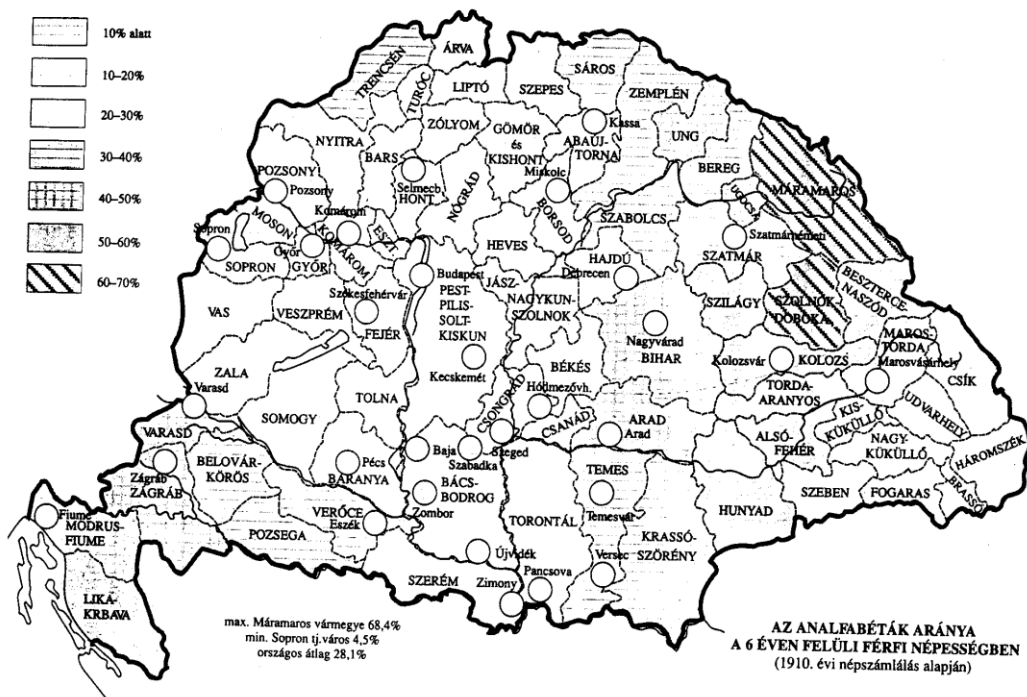 10% alatt
10–20%
20–30%
30–40%
40–50%
50–60%
60–70%
ÁRVA
TRENCSÉN
TURÓC
LIPTÓ
SZEPES
SÁROS
ZEMPLÉN
UNG
BEREG
UGOCSA
MÁRAMAROS
NYITRA
BARS
ZÓLYOM
GÖMÖR
és
KISHONT
ABAÚJ-
TORNA
Kassa
Miskolc
POZSONY
Pozsony
Selmecb
HONT
NÓGRÁD
BORSOD
HEVES
SZABOLCS
HAJDÚ
Debrecen
Szatmárnémeti
SZATMÁR
Sopron
SOPRON
MOSON
Győr
GYŐR
Komárom
KOMÁROM
ESZT
Budapest
PEST-
PILIS-
SOLT-
KISKUN
Kecskemét
JÁSZ-
NAGYKUN-
SZOLNOK
SZILÁGY
SZOLNOK-
DOBOKA
BESZTERCE-
NASZÓD
VAS
VESZPRÉM
Székesfehérvár
FEJÉR
Nagyvárad
BIHAR
Kolozsvár
KOLOZS
MAROS-
TORDA
Marosvásárhely
CSÍK
ZALA
SOMOGY
TOLNA
BÉKÉS
Hódmezővh.
CSONGRÁD
CSANÁD
ARAD
Arad
TORDA-
ARANYOS
KIS-
KÜKÜLLŐ
UDVARHELY
ALSÓ-
FEHÉR
NAGY-
KÜKÜLLŐ
HÁROMSZÉK
BRASSÓ
Varasd
VARASD
Zágráb
ZÁGRÁB
BELOVÁR-
KÖRÖS
Pécs
BARANYA
Baja
Szabadka
Szeged
BÁCS-
BODROG
Zombor
TEMES
Temesvár
KRASSÓ-
SZÖRÉNY
HUNYAD
SZEBEN
FOGARAS
Fiume
MODRUS-
FIUME
VERŐCE
Eszék
POZSEGA
TORONTÁL
Versec
Újvidék
SZERÉM
Zimony
Pancsova
LIKA-
KRBAVA
max. Máramaros vármegye 68,4%
min. Sopron tj.város 4,5%
országos átlag 28,1%
AZ ANALFABÉTÁK ARÁNYA
A 6 ÉVEN FELÜLI FÉRFI NÉPESSÉGBEN
(1910. évi népszámlálás alapján)